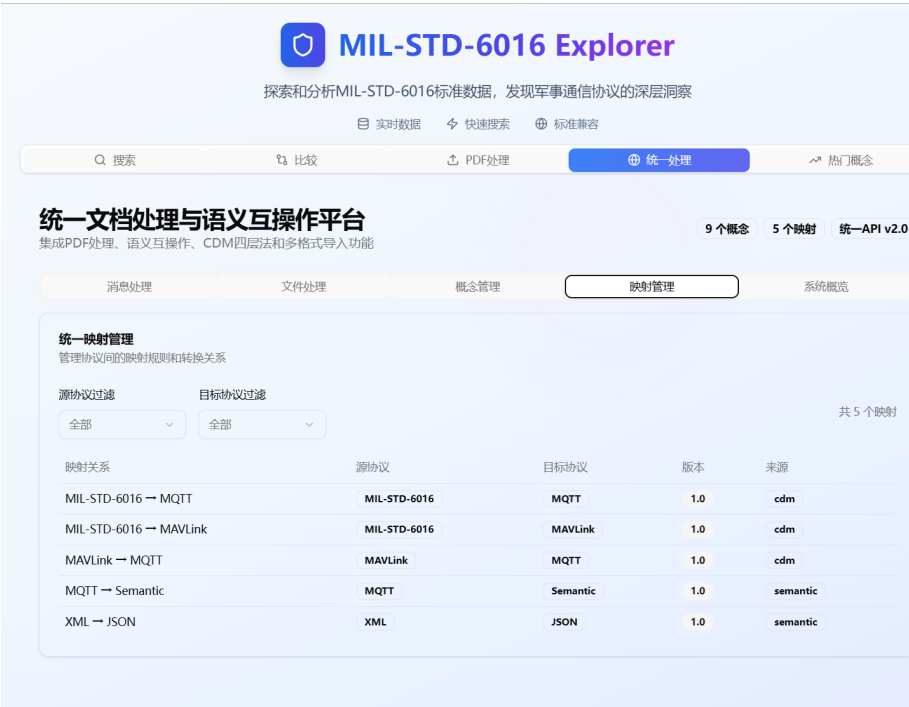 MIL-STD-6016 Explorer
探索和分析MIL-STD-6016标准数据，发现军事通信协议的深层洞察
实时数据 快速搜索 标准兼容
搜索 比较 PDF处理 统一处理 热门概念
统一文档处理与语义互操作平台
集成PDF处理、语义互操作、CDM四层法和多格式导入功能
9 个概念 5 个映射 统一API v2.0
消息处理 文件处理 概念管理 映射管理 系统概览
统一映射管理
管理协议间的映射规则和转换关系
源协议过滤 目标协议过滤
全部 全部
共 5 个映射
映射关系 源协议 目标协议 版本 来源
MIL-STD-6016 → MQTT MIL-STD-6016 MQTT 1.0 cdm
MIL-STD-6016 → MAVLink MIL-STD-6016 MAVLink 1.0 cdm
MAVLink → MQTT MAVLink MQTT 1.0 cdm
MQTT → Semantic MQTT Semantic 1.0 semantic
XML → JSON XML JSON 1.0 semantic